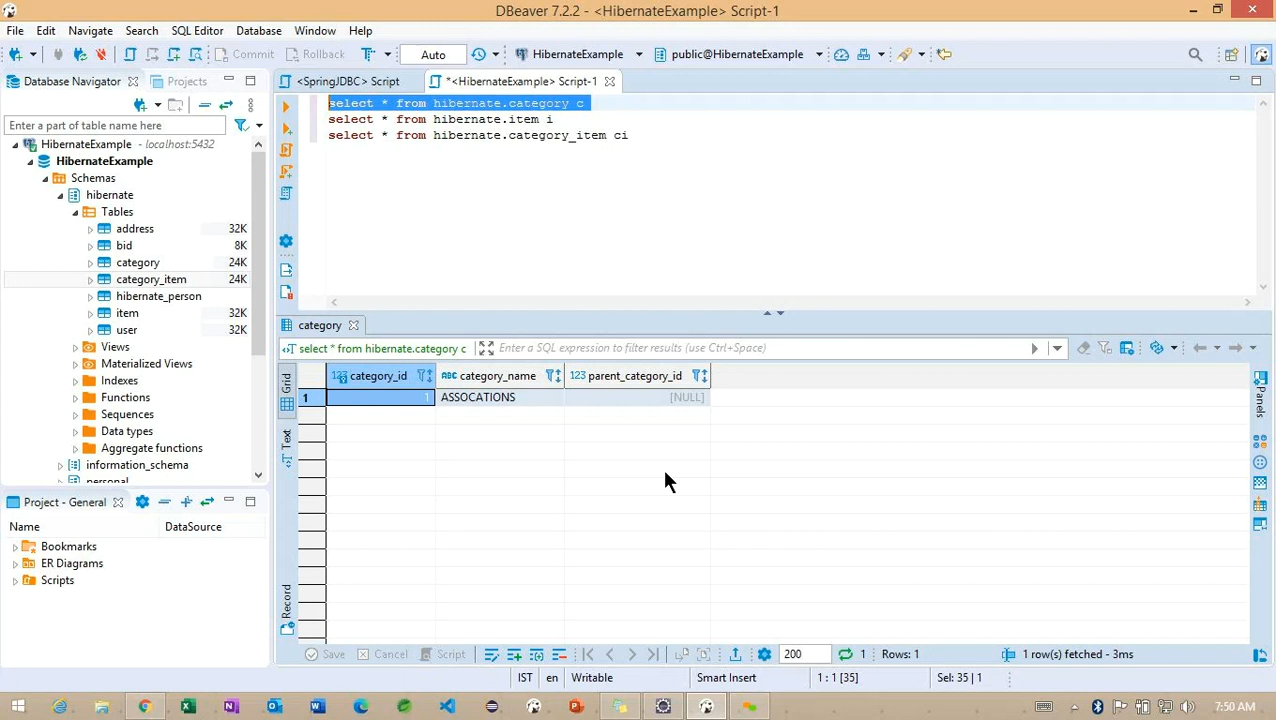 DBeaver 7.2.2 - <HibernateExample> Script-1
File Edit Navigate Search SQL Editor Database Window Help
Commit Rollback Auto HibernateExample public@HibernateExample
Database Navigator Projects
<SpringJDBC> Script *<HibernateExample> Script-1
Enter a part of table name here
HibernateExample - localhost:5432
HibernateExample
Schemas
hibernate
Tables
address 32K
bid 8K
category 24K
category_item 24K
hibernate_person
item 32K
user 32K
Views
Materialized Views
Indexes
Functions
Sequences
Data types
Aggregate functions
information_schema
personal
select * from hibernate.category c
select * from hibernate.item i
select * from hibernate.category_item ci
category
select * from hibernate.category c Enter a SQL expression to filter results (use Ctrl+Space)
Grid
Text
Record
Panels
123 category_id ABC category_name 123 parent_category_id
1 1 ASSOCATIONS [NULL]
Project - General
Name DataSource
Bookmarks
ER Diagrams
Scripts
Save Cancel Script 200 1 Rows: 1 1 row(s) fetched - 3ms
IST en Writable Smart Insert 1 : 1 [35] Sel: 35 | 1
7:50 AM